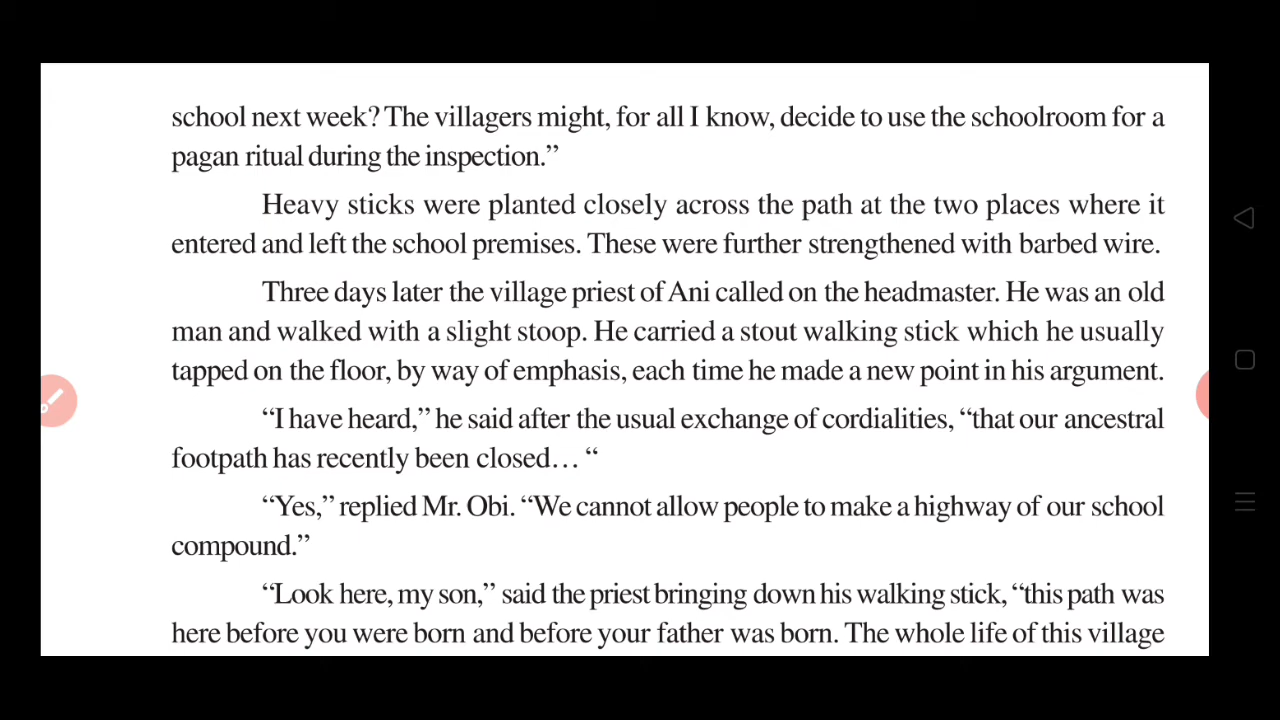 school next week? The villagers might, for all I know, decide to use the schoolroom for a
pagan ritual during the inspection.”
Heavy sticks were planted closely across the path at the two places where it
entered and left the school premises. These were further strengthened with barbed wire.
Three days later the village priest of Ani called on the headmaster. He was an old
man and walked with a slight stoop. He carried a stout walking stick which he usually
tapped on the floor, by way of emphasis, each time he made a new point in his argument.
“I have heard,” he said after the usual exchange of cordialities, “that our ancestral
footpath has recently been closed… “
“Yes,” replied Mr. Obi. “We cannot allow people to make a highway of our school
compound.”
“Look here, my son,” said the priest bringing down his walking stick, “this path was
here before you were born and before your father was born. The whole life of this village